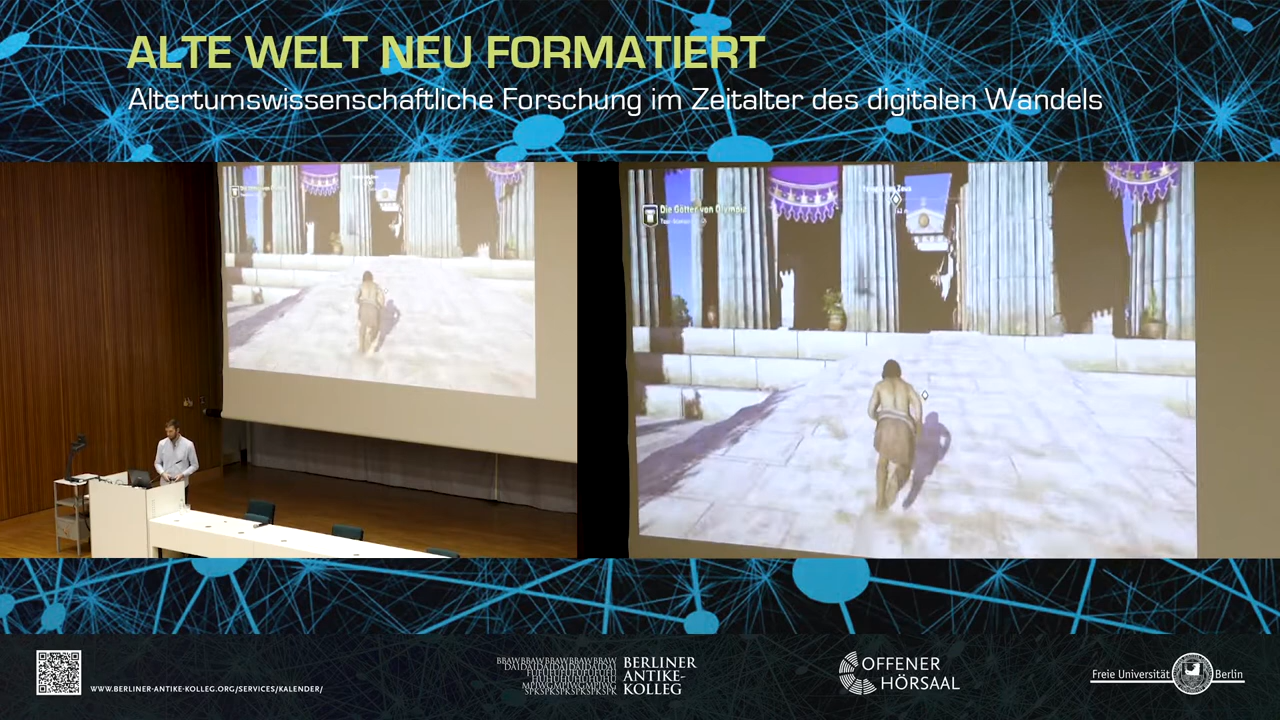 ALTE WELT NEU FORMATIERT
Altertumswissenschaftliche Forschung im Zeitalter des digitalen Wandels
Die Götter von Olympia
WWW.BERLINER-ANTIKE-KOLLEG.ORG/SERVICES/KALENDER/
BERLINER
ANTIKE-
KOLLEG
OFFENER
HÖRSAAL
Freie Universität Berlin